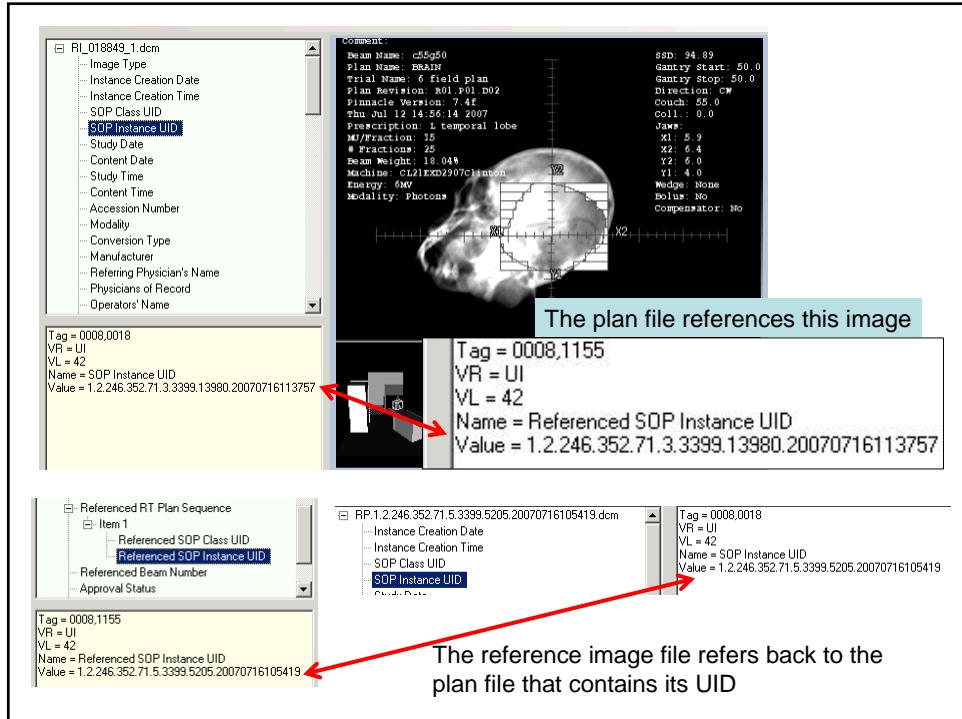 RI_018849_1.dcm
Image Type
Instance Creation Date
Instance Creation Time
SOP Class UID
SOP Instance UID
Study Date
Content Date
Study Time
Content Time
Accession Number
Modality
Conversion Type
Manufacturer
Referring Physician's Name
Physicians of Record
Operators' Name
Comment:
Beam Name: c55g50
Plan Name: BRAIN
Trial Name: 6 field plan
Plan Revision: R01.P01.D02
Pinnacle Version: 7.4f
Thu Jul 12 14:56:14 2007
Prescription: L temporal lobe
MU/Fraction: 35
# Fractions: 25
Beam Weight: 18.04%
Machine: CL21EXD2907Clinton
Energy: 6MV
Modality: Photons
SSD: 94.89
Gantry Start: 50.0
Gantry Stop: 50.0
Direction: CW
Couch: 55.0
Coll.: 0.0
Jaws:
X1: 5.9
X2: 6.4
Y2: 6.0
Y1: 4.0
Wedge: None
Bolus: No
Compensator: No
Y2
X1
X2
Y1
The plan file references this image
Tag = 0008,0018
VR = UI
VL = 42
Name = SOP Instance UID
Value = 1.2.246.352.71.3.3399.13980.20070716113757
Tag = 0008,1155
VR = UI
VL = 42
Name = Referenced SOP Instance UID
Value = 1.2.246.352.71.3.3399.13980.20070716113757
Referenced RT Plan Sequence
Item 1
Referenced SOP Class UID
Referenced SOP Instance UID
Referenced Beam Number
Approval Status
Tag = 0008,1155
VR = UI
VL = 42
Name = Referenced SOP Instance UID
Value = 1.2.246.352.71.5.3399.5205.20070716105419
RP.1.2.246.352.71.5.3399.5205.20070716105419.dcm
Instance Creation Date
Instance Creation Time
SOP Class UID
SOP Instance UID
Study Date
Tag = 0008,0018
VR = UI
VL = 42
Name = SOP Instance UID
Value = 1.2.246.352.71.5.3399.5205.20070716105419
The reference image file refers back to the
plan file that contains its UID